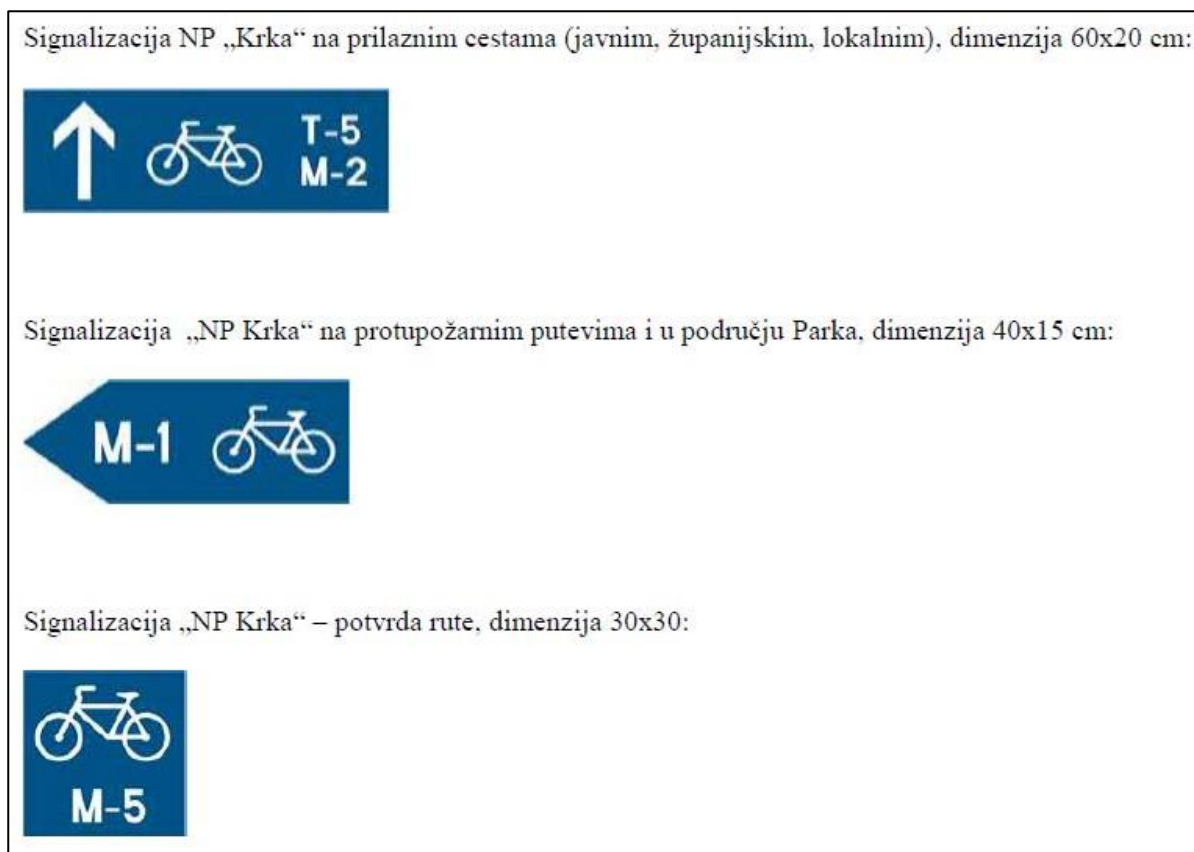 Signalizacija NP „Krka“ na prilaznim cestama (javnim, županijskim, lokalnim), dimenzija 60x20 cm:
T-5
M-2
Signalizacija „NP Krka“ na protupožarnim putevima i u području Parka, dimenzija 40x15 cm:
M-1
Signalizacija „NP Krka“ – potvrda rute, dimenzija 30x30:
M-5